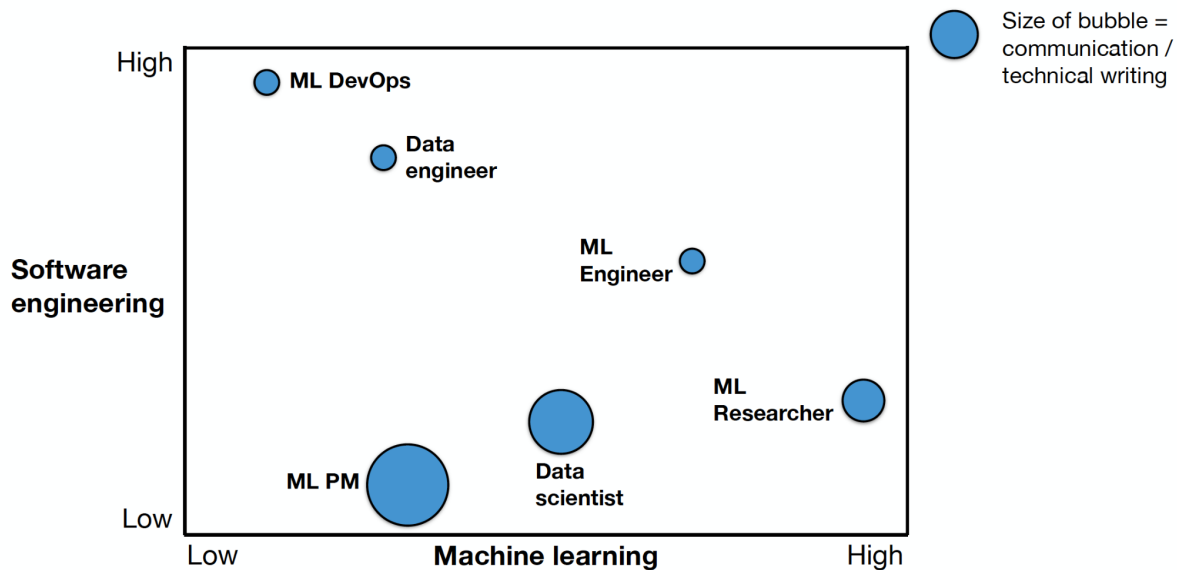 Size of bubble =
communication /
technical writing
High
ML DevOps
Data
engineer
ML
Engineer
Software
engineering
ML
Researcher
ML PM
Data
scientist
Low
Low
Machine learning
High